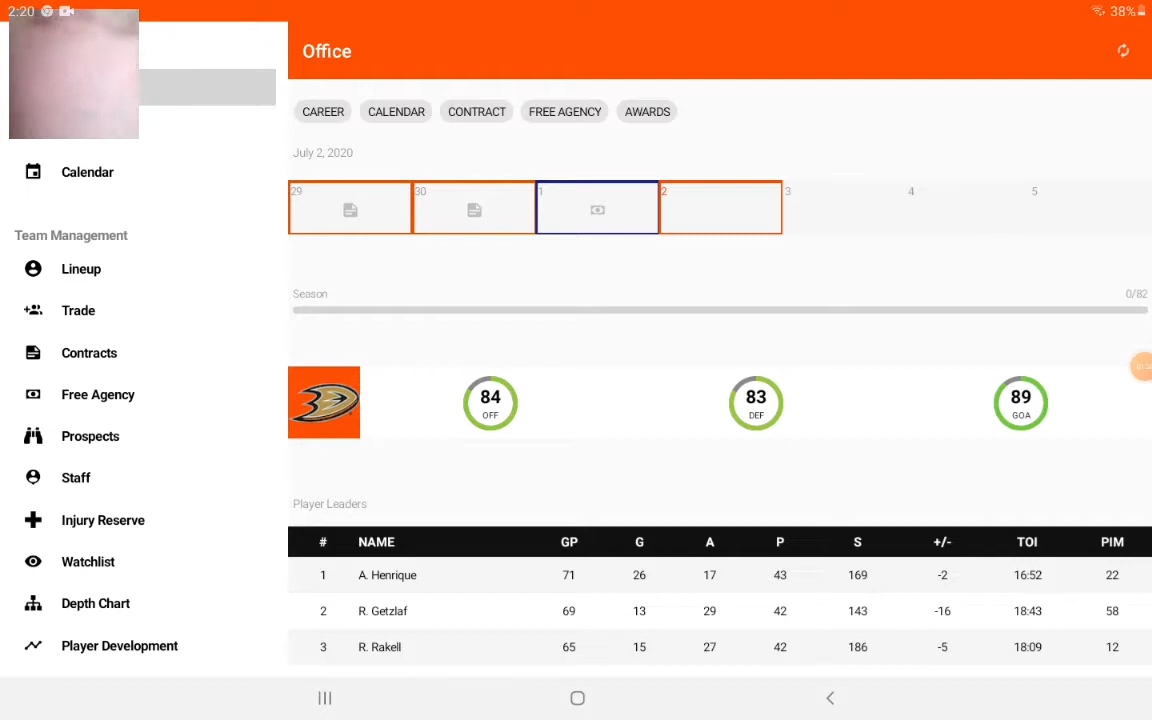 2:20
38%
Office
CAREER CALENDAR CONTRACT FREE AGENCY AWARDS
July 2, 2020
29 30 1 2 3 4 5
Season 0/82
84 OFF
83 DEF
89 GOA
Player Leaders
# NAME GP G A P S +/- TOI PIM
1 A. Henrique 71 26 17 43 169 -2 16:52 22
2 R. Getzlaf 69 13 29 42 143 -16 18:43 58
3 R. Rakell 65 15 27 42 186 -5 18:09 12
Calendar
Team Management
Lineup
Trade
Contracts
Free Agency
Prospects
Staff
Injury Reserve
Watchlist
Depth Chart
Player Development